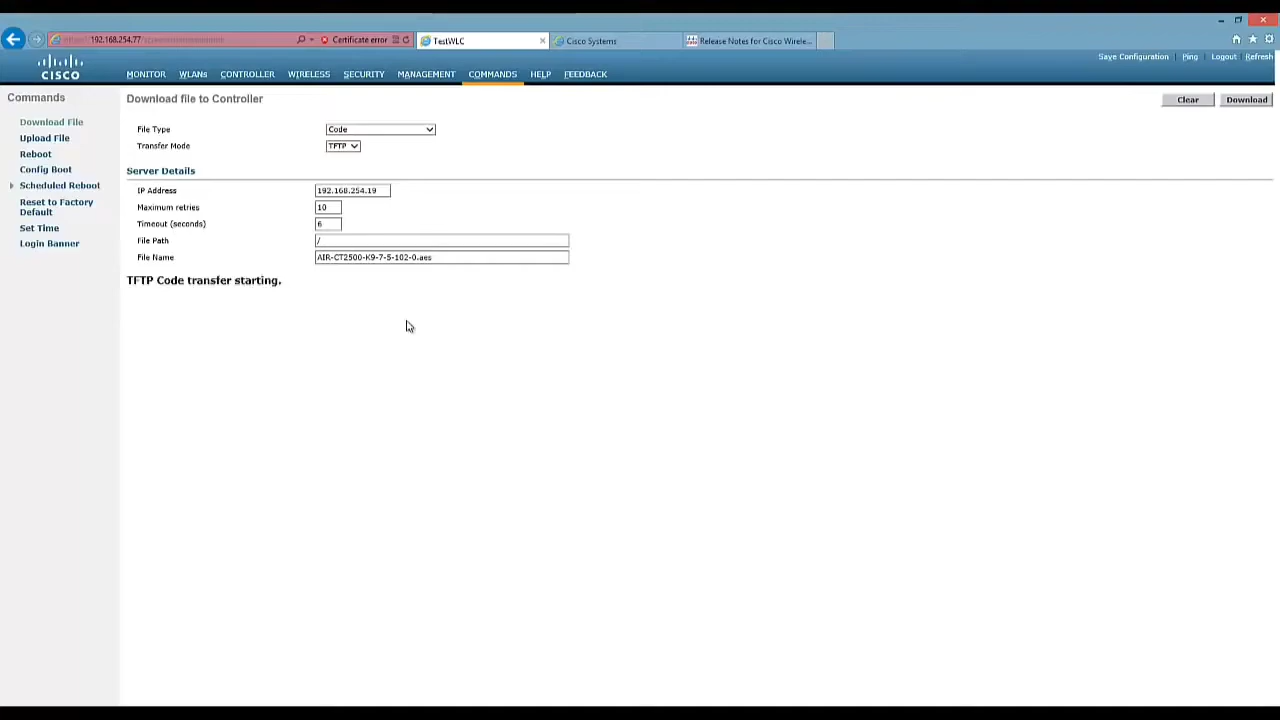 192.168.254.77
Certificate error
TestWLC
Cisco Systems
Release Notes for Cisco Wirele...
Save Configuration | Ping | Logout | Refresh
CISCO
MONITOR WLANs CONTROLLER WIRELESS SECURITY MANAGEMENT COMMANDS HELP FEEDBACK
Commands
Download File
Upload File
Reboot
Config Boot
Scheduled Reboot
Reset to Factory
Default
Set Time
Login Banner
Download file to Controller
Clear
Download
File Type Code
Transfer Mode TFTP
Server Details
IP Address 192.168.254.19
Maximum retries 10
Timeout (seconds) 6
File Path /
File Name AIR-CT2500-K9-7-5-102-0.aes
TFTP Code transfer starting.